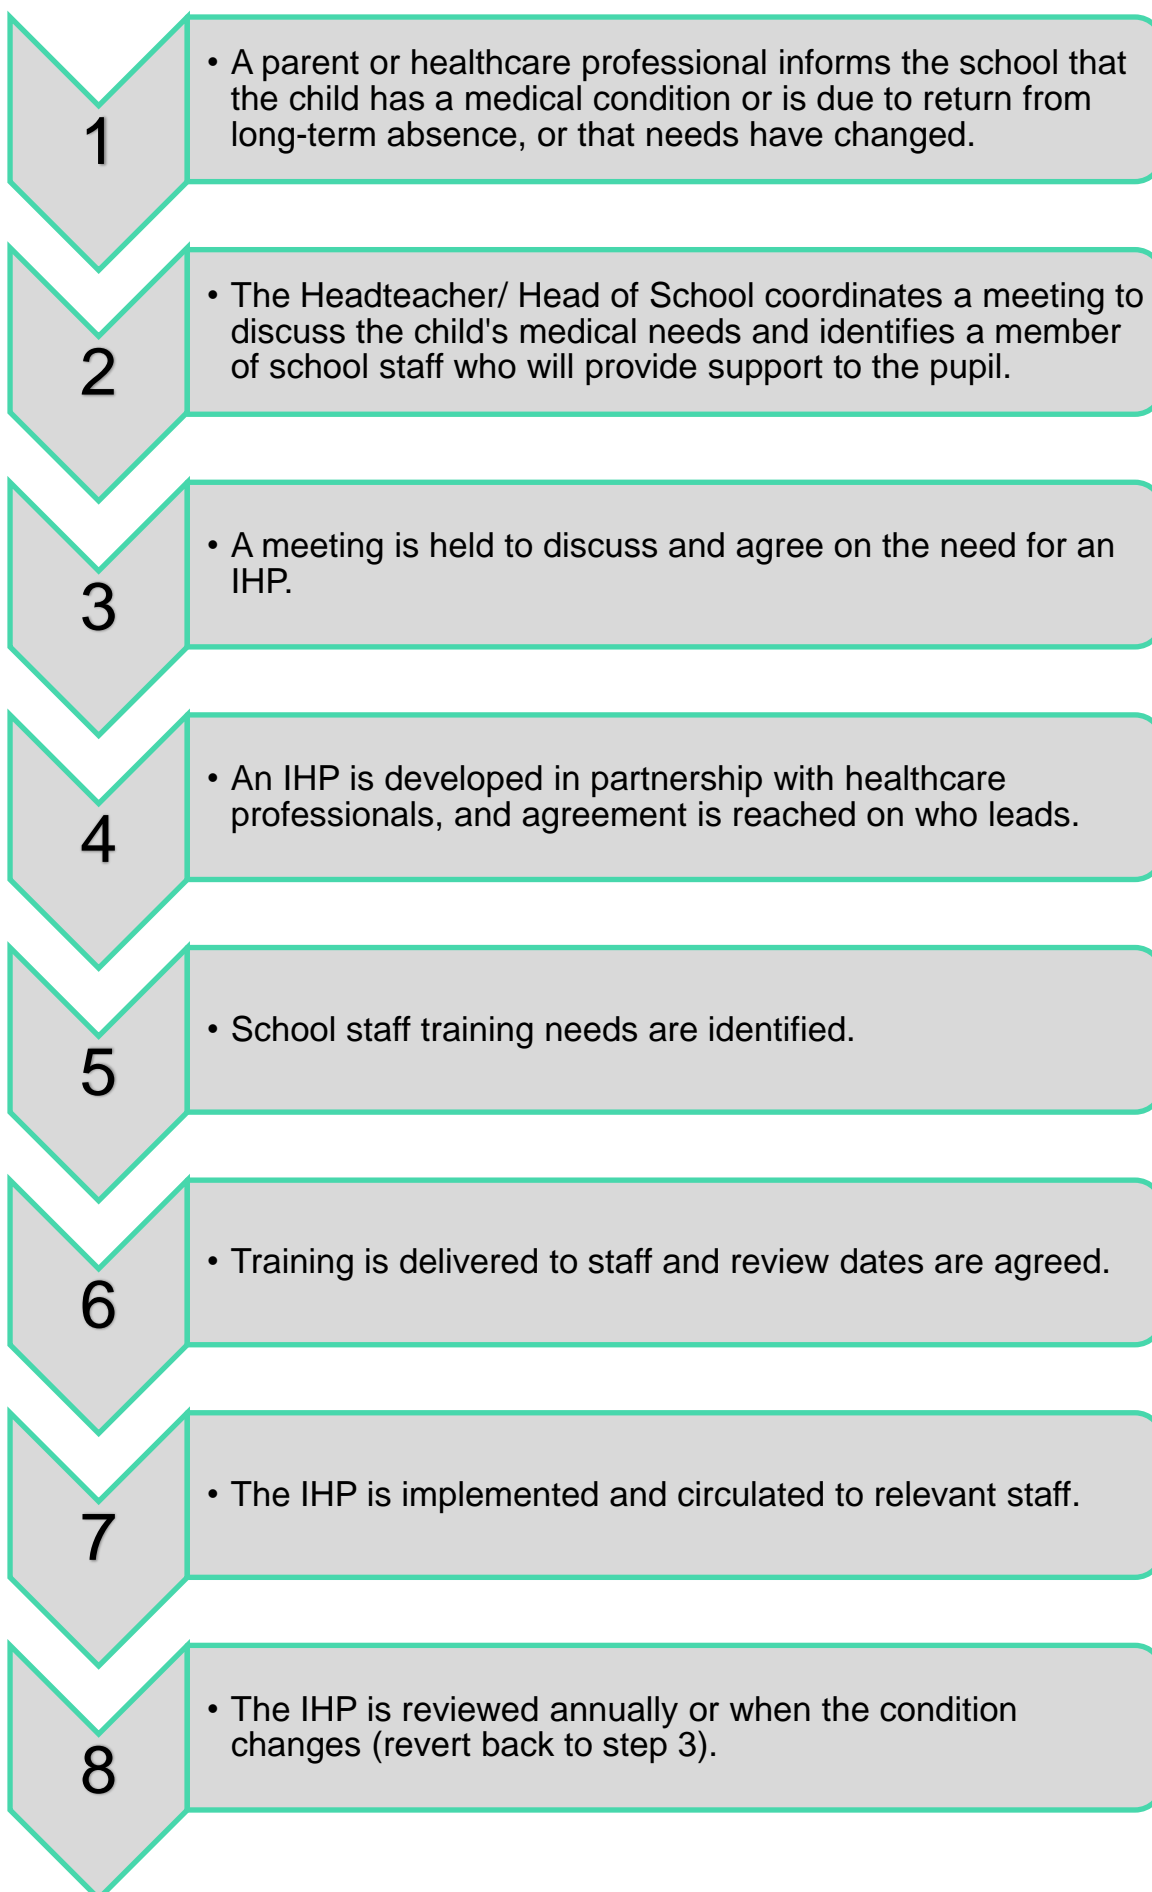 1
• A parent or healthcare professional informs the school that
the child has a medical condition or is due to return from
long-term absence, or that needs have changed.
2
• The Headteacher/ Head of School coordinates a meeting to
discuss the child's medical needs and identifies a member
of school staff who will provide support to the pupil.
3
• A meeting is held to discuss and agree on the need for an
IHP.
4
• An IHP is developed in partnership with healthcare
professionals, and agreement is reached on who leads.
5
• School staff training needs are identified.
6
• Training is delivered to staff and review dates are agreed.
7
• The IHP is implemented and circulated to relevant staff.
8
• The IHP is reviewed annually or when the condition
changes (revert back to step 3).